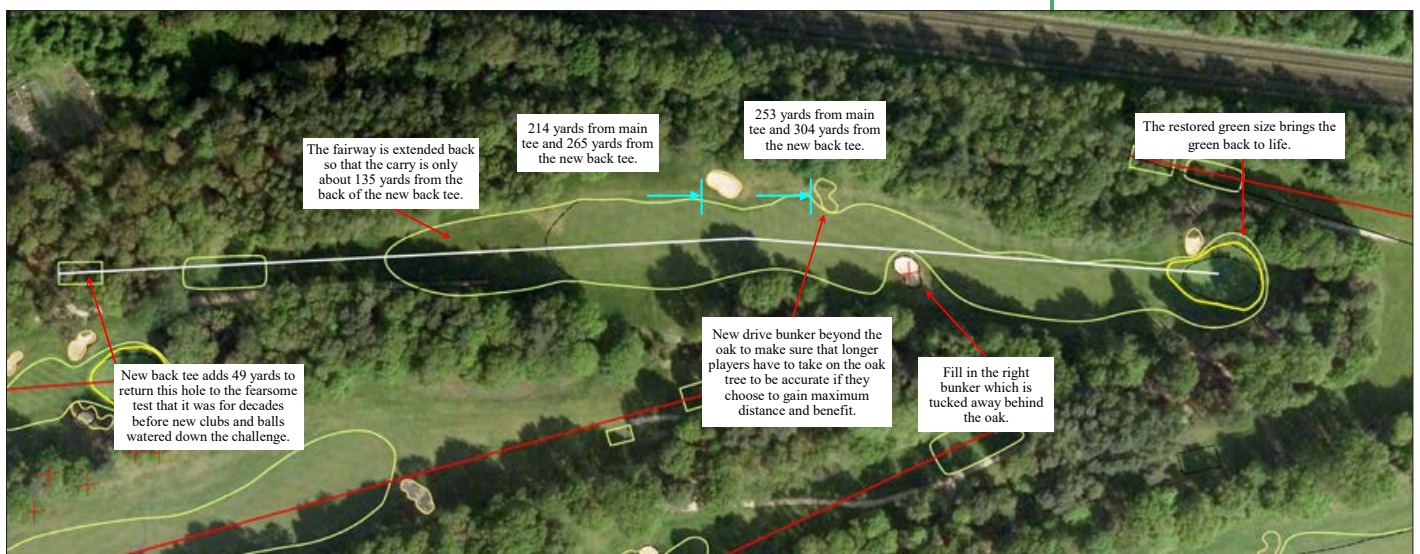 The fairway is extended back
so that the carry is only
about 135 yards from the
back of the new back tee.
214 yards from main
tee and 265 yards from
the new back tee.
253 yards from main
tee and 304 yards from
the new back tee.
The restored green size brings the
green back to life.
New back tee adds 49 yards to
return this hole to the fearsome
test that it was for decades
before new clubs and balls
watered down the challenge.
New drive bunker beyond the
oak to make sure that longer
players have to take on the oak
tree to be accurate if they
choose to gain maximum
distance and benefit.
Fill in the right
bunker which is
tucked away behind
the oak.